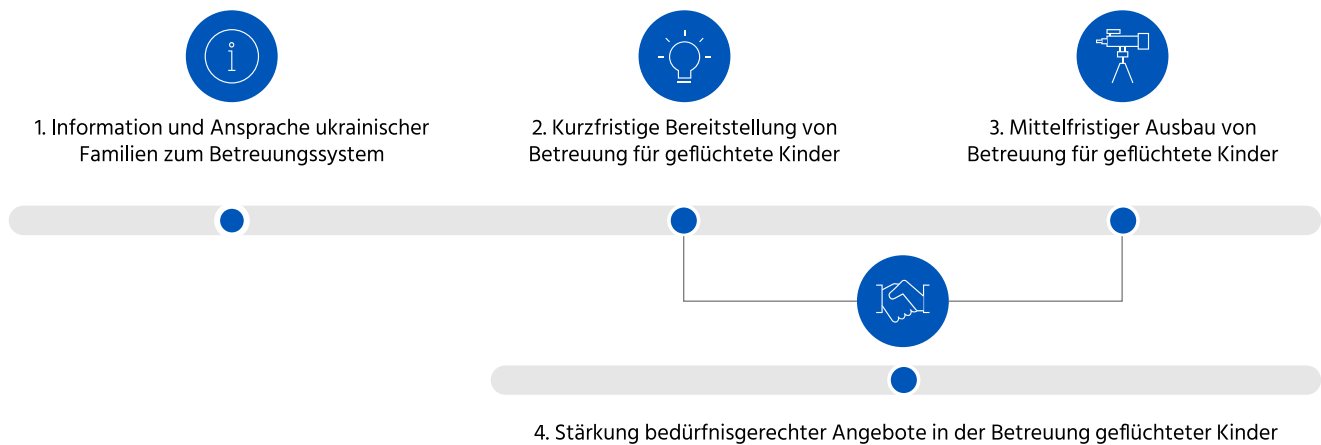 1. Information und Ansprache ukrainischer
Familien zum Betreuungssystem
2. Kurzfristige Bereitstellung von
Betreuung für geflüchtete Kinder
3. Mittelfristiger Ausbau von
Betreuung für geflüchtete Kinder
4. Stärkung bedürfnisgerechter Angebote in der Betreuung geflüchteter Kinder